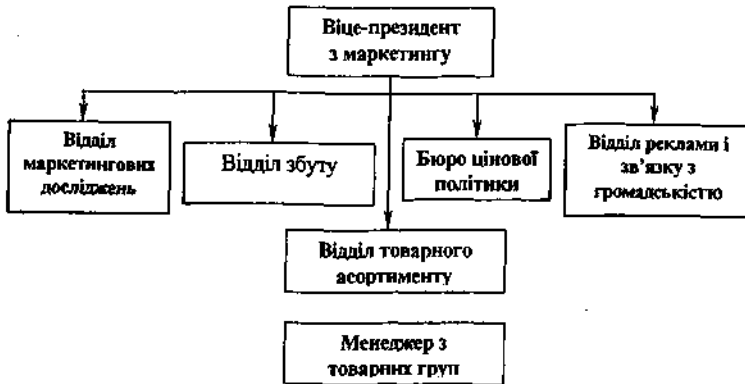 Віце-президент
з маркетингу
Відділ
маркетингових
досліджень
Відділ збуту
Бюро цінової
політики
Відділ реклами і
зв’язку з
громадськістю
Відділ товарного
асортименту
Менеджер з
товарних груп